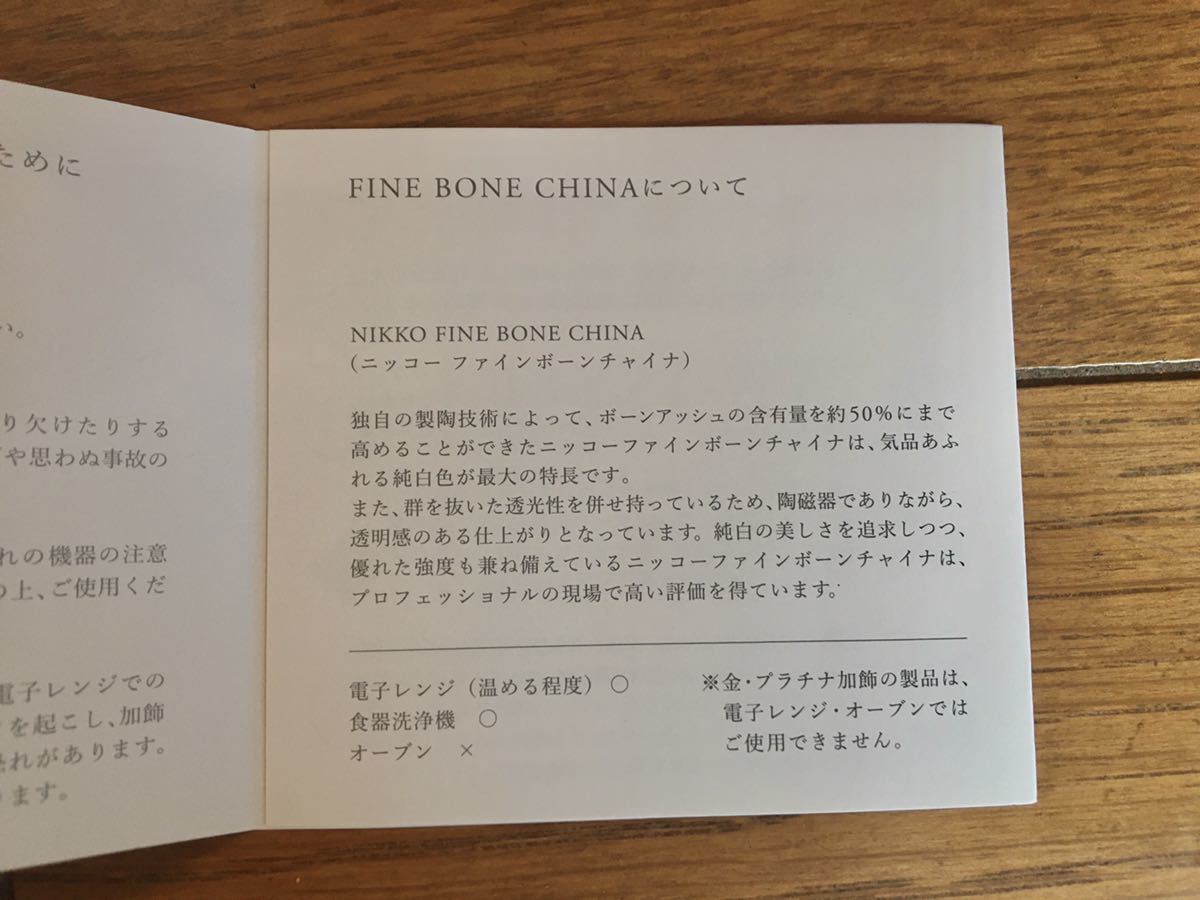 ために
い。
り欠けたりする
や思わぬ事故の
れの機器の注意
の上、ご使用くだ
電子レンジでの
を起こし、加飾
れがあります。
ります。
FINE BONE CHINAについて
NIKKO FINE BONE CHINA
(ニッコー ファインボーンチャイナ)
独自の製陶技術によって、ボーンアッシュの含有量を約50%にまで
高めることができたニッコーファインボーンチャイナは、気品あふ
れる純白色が最大の特長です。
また、群を抜いた透光性を併せ持っているため、陶磁器でありながら、
透明感のある仕上がりとなっています。純白の美しさを追求しつつ、
優れた強度も兼ね備えているニッコーファインボーンチャイナは、
プロフェッショナルの現場で高い評価を得ています。
電子レンジ(温める程度) ○
食器洗浄機 ○
オーブン ×
※金・プラチナ加飾の製品は、
電子レンジ・オーブンでは
ご使用できません。